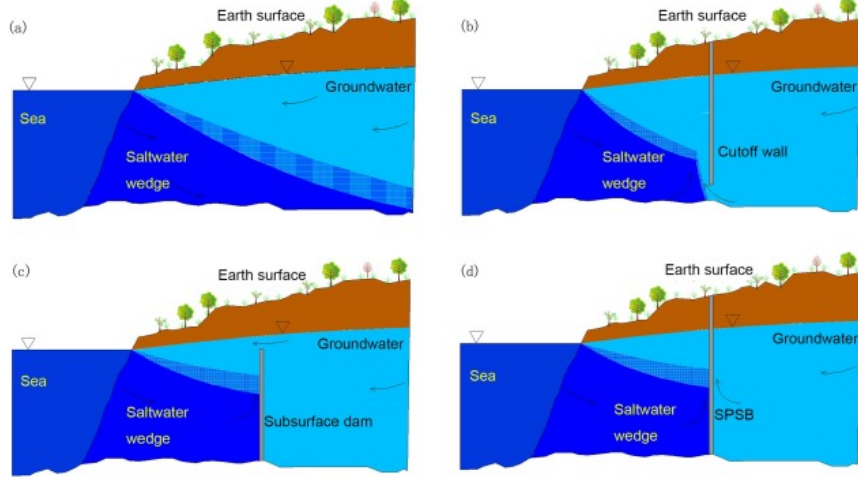 (a)
Earth surface
Sea
Groundwater
Saltwater
wedge
(b)
Earth surface
Sea
Groundwater
Saltwater
wedge
Cutoff wall
(c)
Earth surface
Sea
Groundwater
Saltwater
wedge
Subsurface dam
(d)
Earth surface
Sea
Groundwater
Saltwater
wedge
SPSB